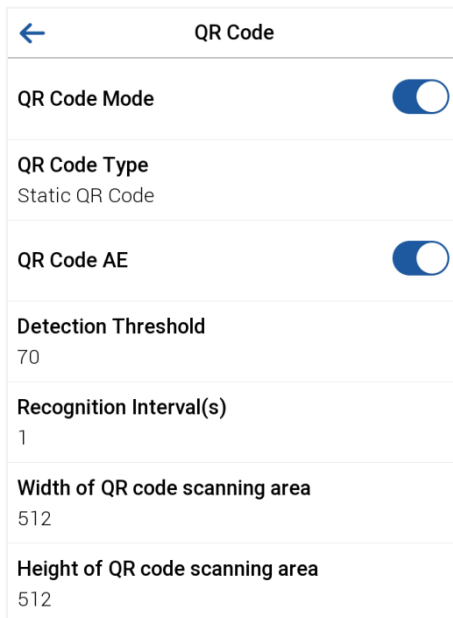 QR Code
QR Code Mode
QR Code Type
Static QR Code
QR Code AE
Detection Threshold
70
Recognition Interval(s)
1
Width of QR code scanning area
512
Height of QR code scanning area
512